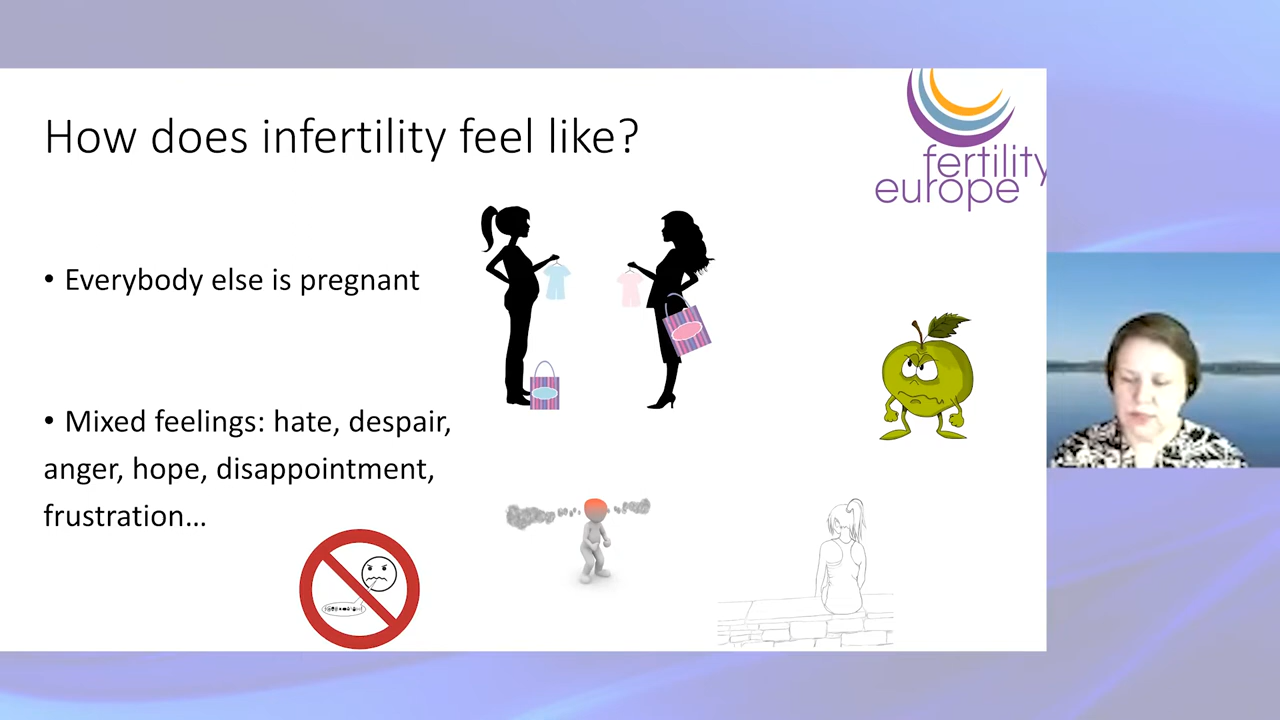 How does infertility feel like?
fertility
europe
• Everybody else is pregnant
• Mixed feelings: hate, despair,
anger, hope, disappointment,
frustration...